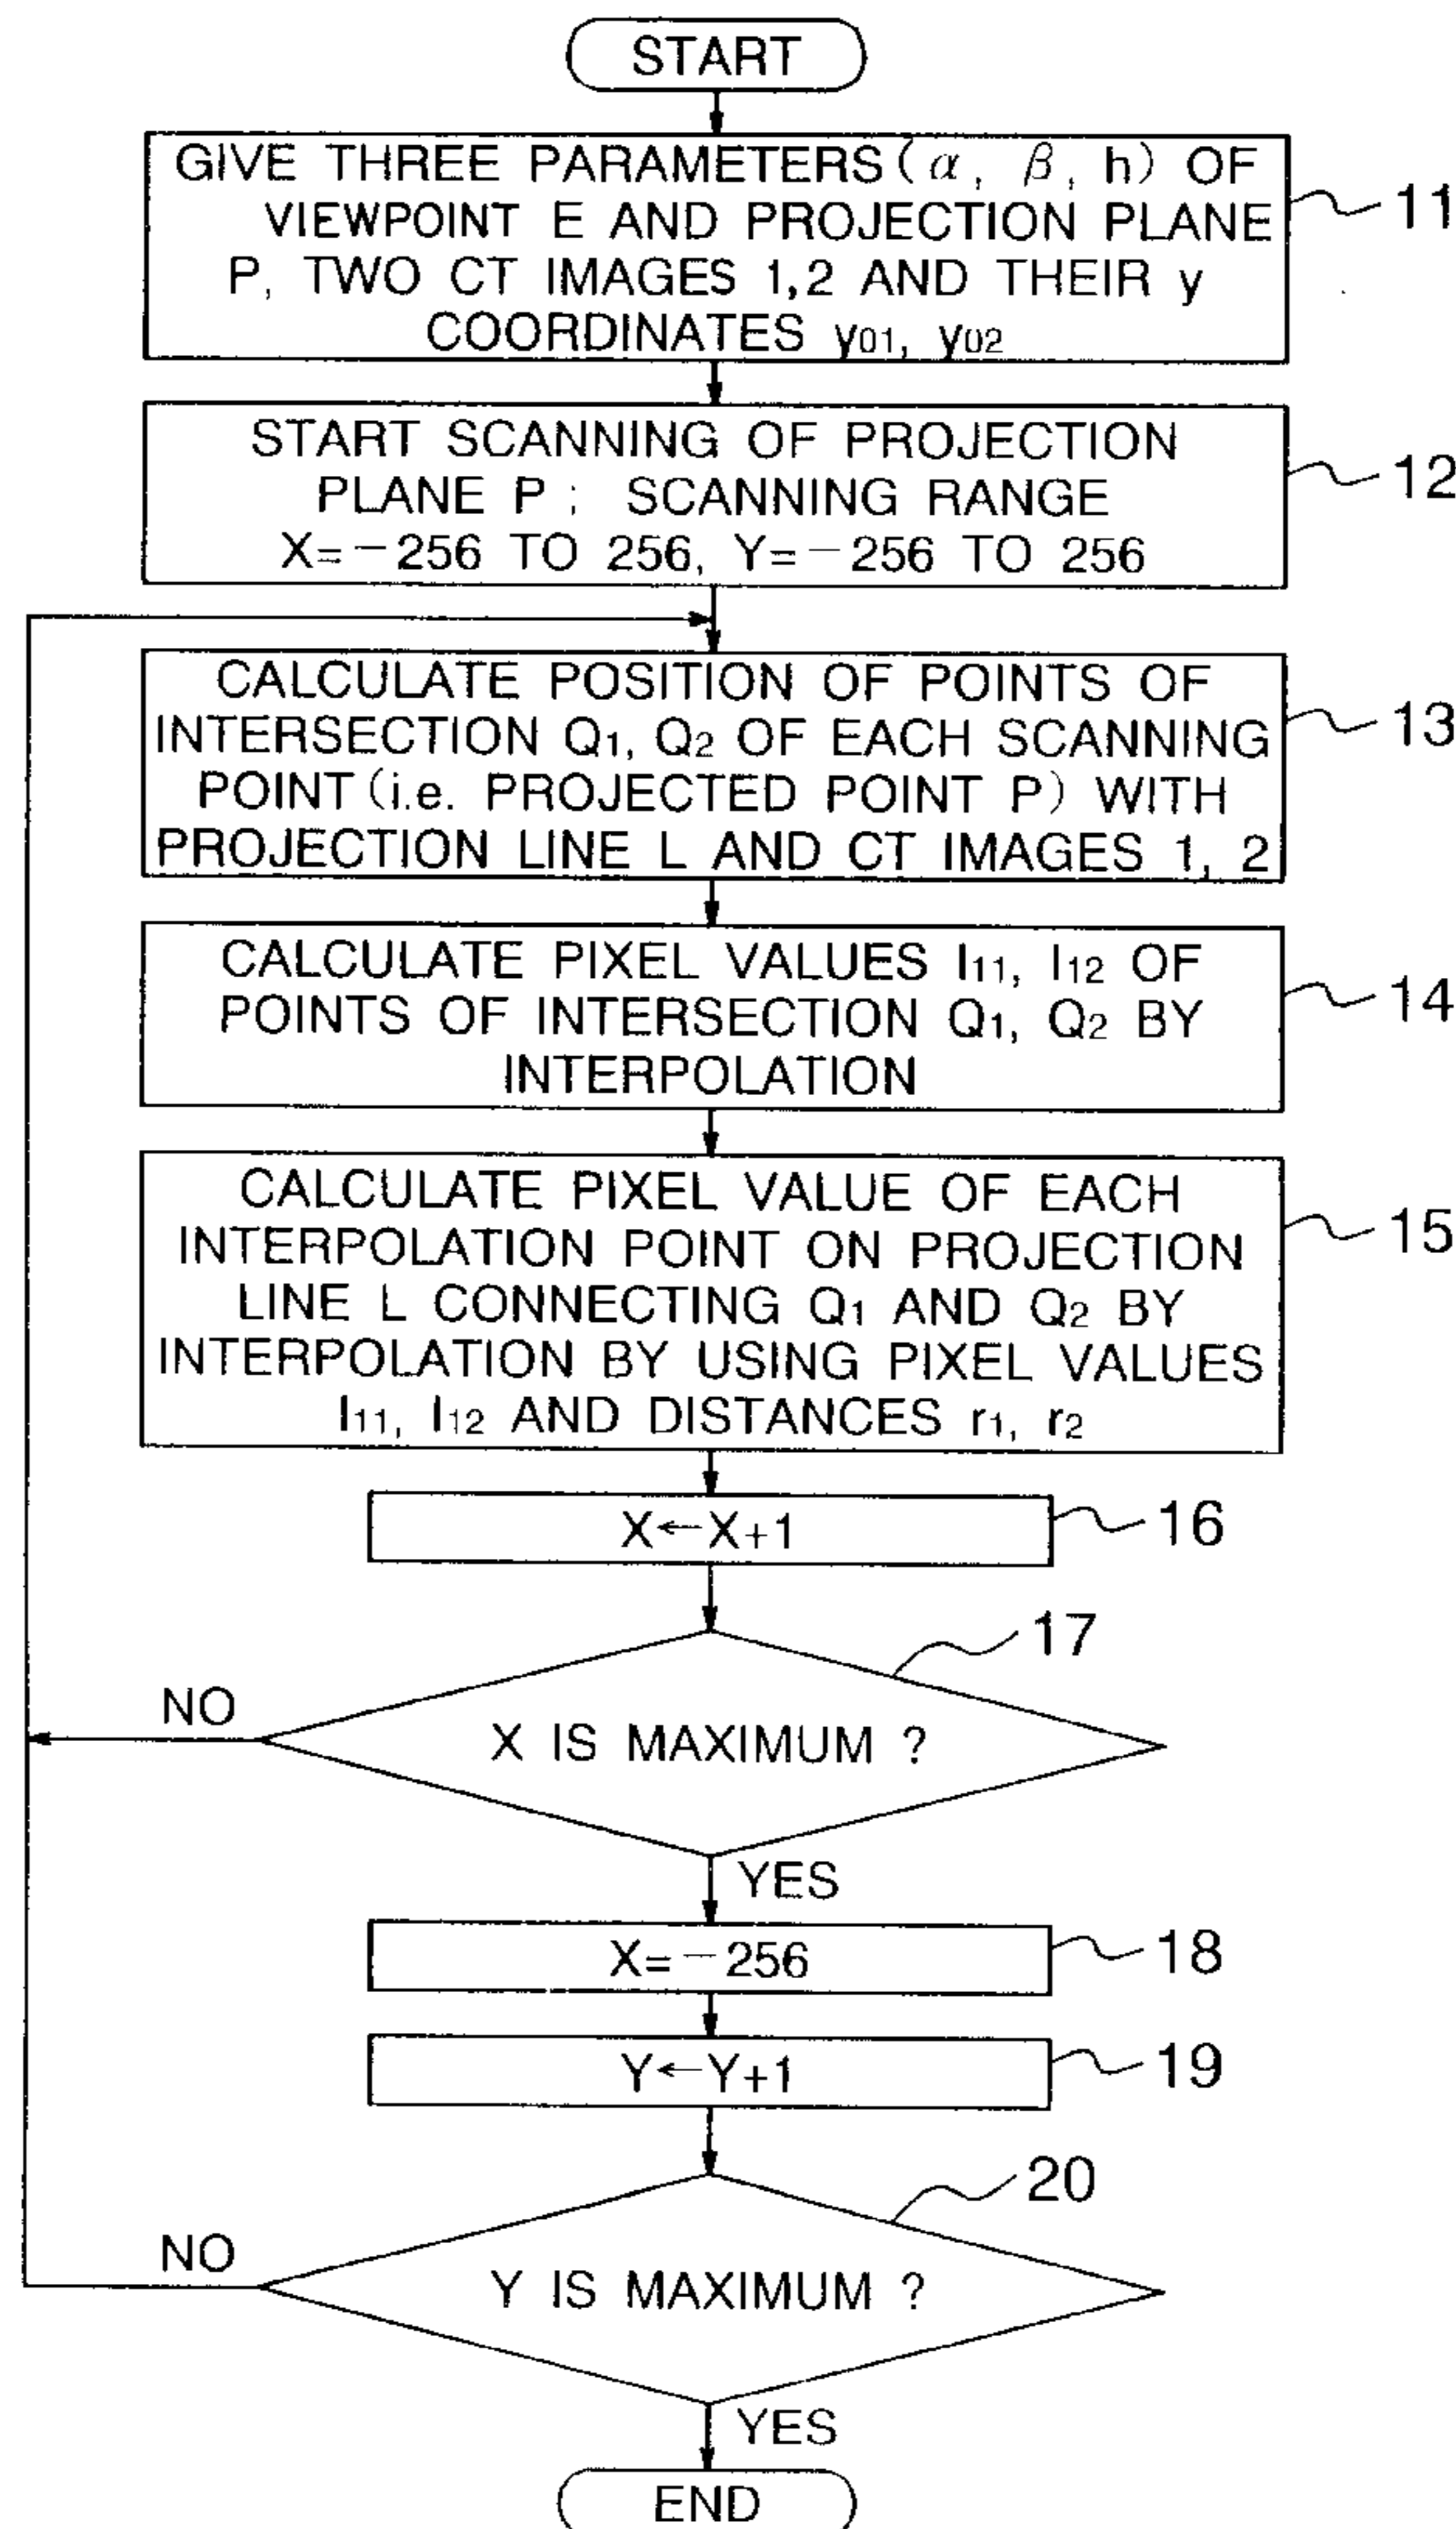 START
GIVE THREE PARAMETERS (α, β, h) OF
VIEWPOINT E AND PROJECTION PLANE
P, TWO CT IMAGES 1,2 AND THEIR y
COORDINATES y01, y02
11
START SCANNING OF PROJECTION
PLANE P ; SCANNING RANGE
X=−256 TO 256, Y=−256 TO 256
12
CALCULATE POSITION OF POINTS OF
INTERSECTION Q1, Q2 OF EACH SCANNING
POINT (i.e. PROJECTED POINT P) WITH
PROJECTION LINE L AND CT IMAGES 1, 2
13
CALCULATE PIXEL VALUES I11, I12 OF
POINTS OF INTERSECTION Q1, Q2 BY
INTERPOLATION
14
CALCULATE PIXEL VALUE OF EACH
INTERPOLATION POINT ON PROJECTION
LINE L CONNECTING Q1 AND Q2 BY
INTERPOLATION BY USING PIXEL VALUES
I11, I12 AND DISTANCES r1, r2
15
X←X+1
16
17
NO
X IS MAXIMUM ?
YES
X=−256
18
Y←Y+1
19
20
NO
Y IS MAXIMUM ?
YES
END